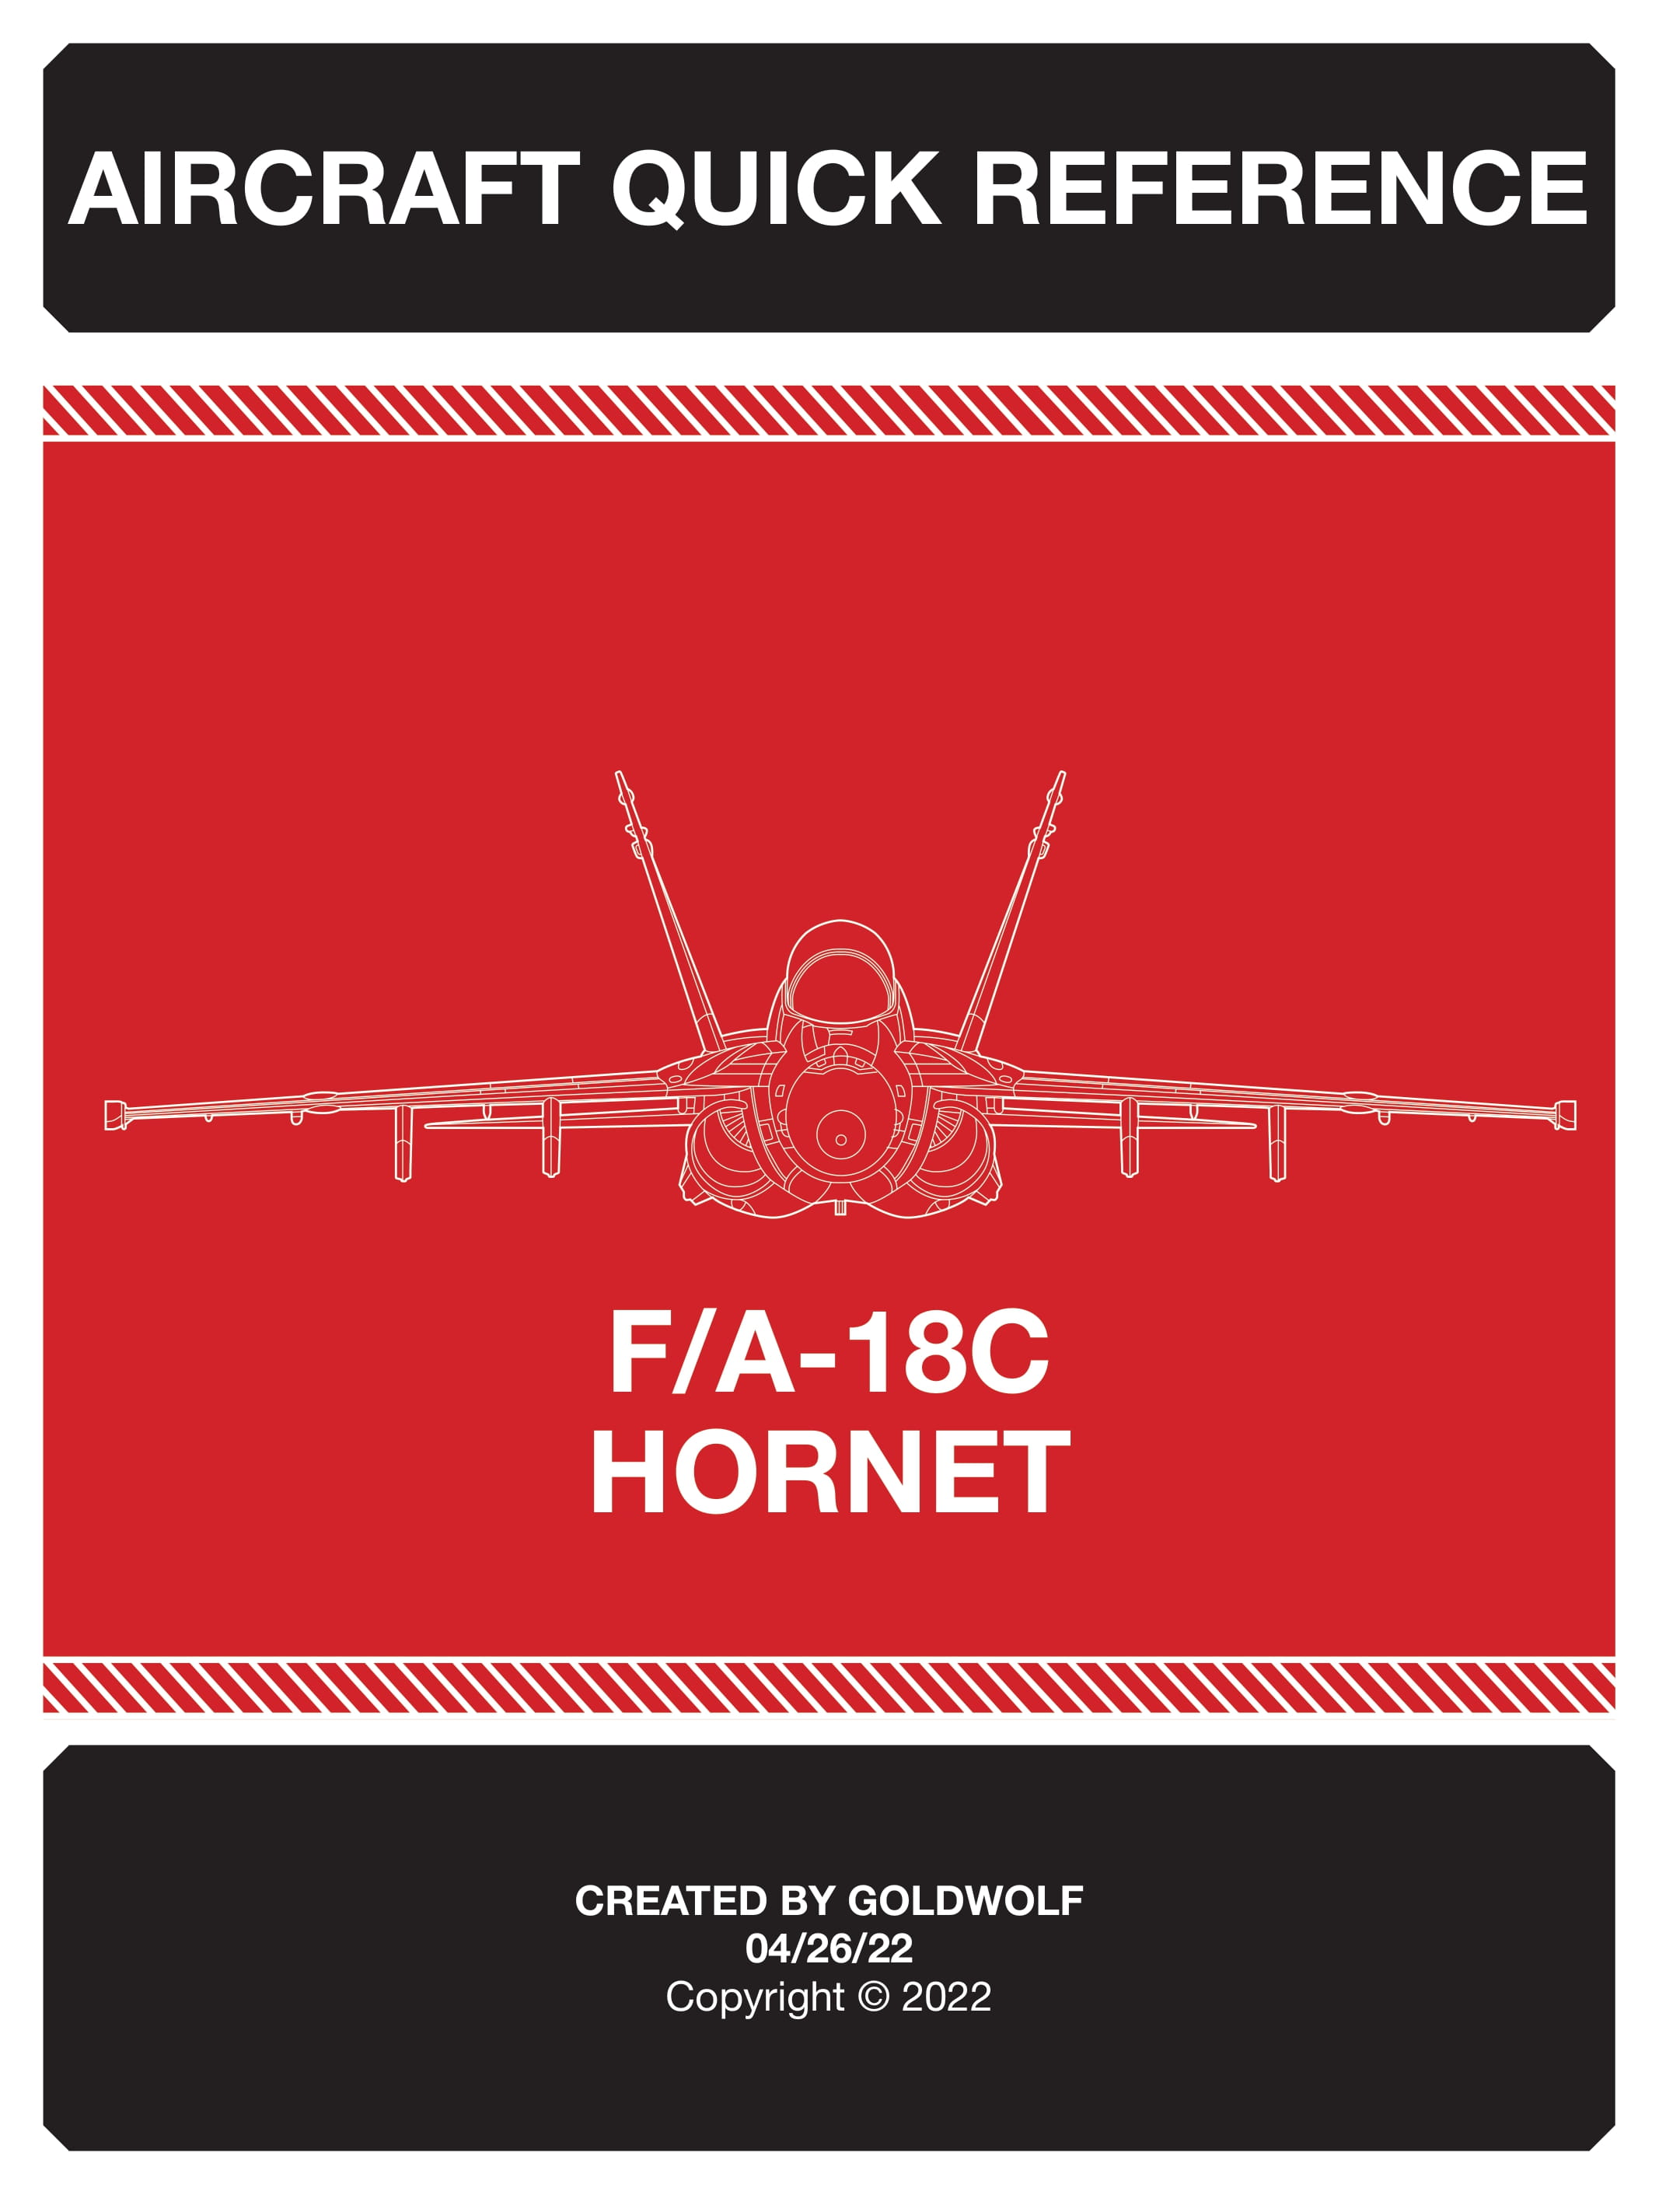 AIRCRAFT QUICK REFERENCE
F/A-18C
HORNET
CREATED BY GOLDWOLF
04/26/22
Copyright © 2022